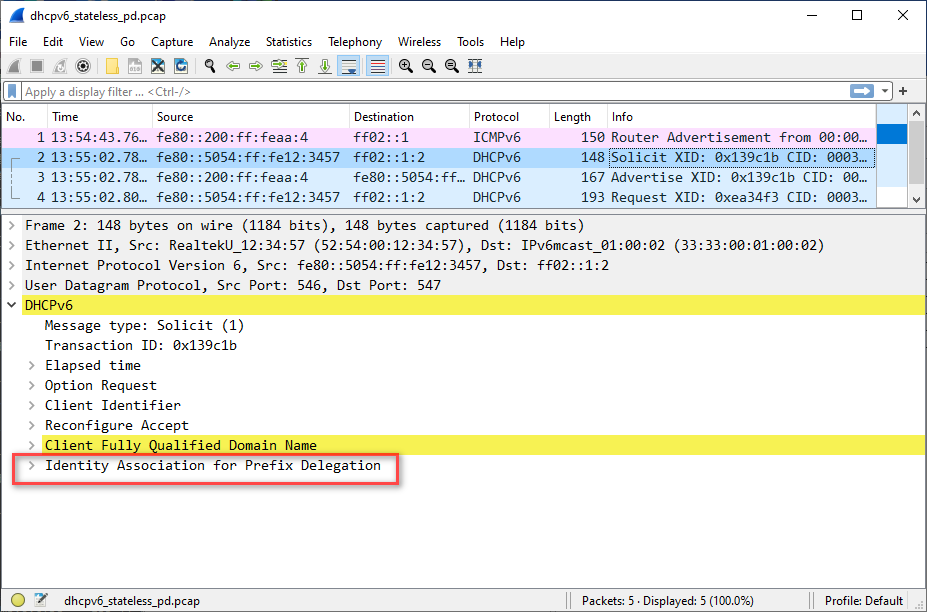 dhcpv6_stateless_pd.pcap
File Edit View Go Capture Analyze Statistics Telephony Wireless Tools Help
Apply a display filter ... <Ctrl-/>
No. Time Source Destination Protocol Length Info
1 13:54:43.76… fe80::200:ff:feaa:4 ff02::1 ICMPv6 150 Router Advertisement from 00:00…
2 13:55:02.78… fe80::5054:ff:fe12:3457 ff02::1:2 DHCPv6 148 Solicit XID: 0x139c1b CID: 0003…
3 13:55:02.78… fe80::200:ff:feaa:4 fe80::5054:ff… DHCPv6 167 Advertise XID: 0x139c1b CID: 00…
4 13:55:02.80… fe80::5054:ff:fe12:3457 ff02::1:2 DHCPv6 193 Request XID: 0xea34f3 CID: 0003…
Frame 2: 148 bytes on wire (1184 bits), 148 bytes captured (1184 bits)
Ethernet II, Src: RealtekU_12:34:57 (52:54:00:12:34:57), Dst: IPv6mcast_01:00:02 (33:33:00:01:00:02)
Internet Protocol Version 6, Src: fe80::5054:ff:fe12:3457, Dst: ff02::1:2
User Datagram Protocol, Src Port: 546, Dst Port: 547
DHCPv6
Message type: Solicit (1)
Transaction ID: 0x139c1b
Elapsed time
Option Request
Client Identifier
Reconfigure Accept
Client Fully Qualified Domain Name
Identity Association for Prefix Delegation
dhcpv6_stateless_pd.pcap Packets: 5 · Displayed: 5 (100.0%) Profile: Default